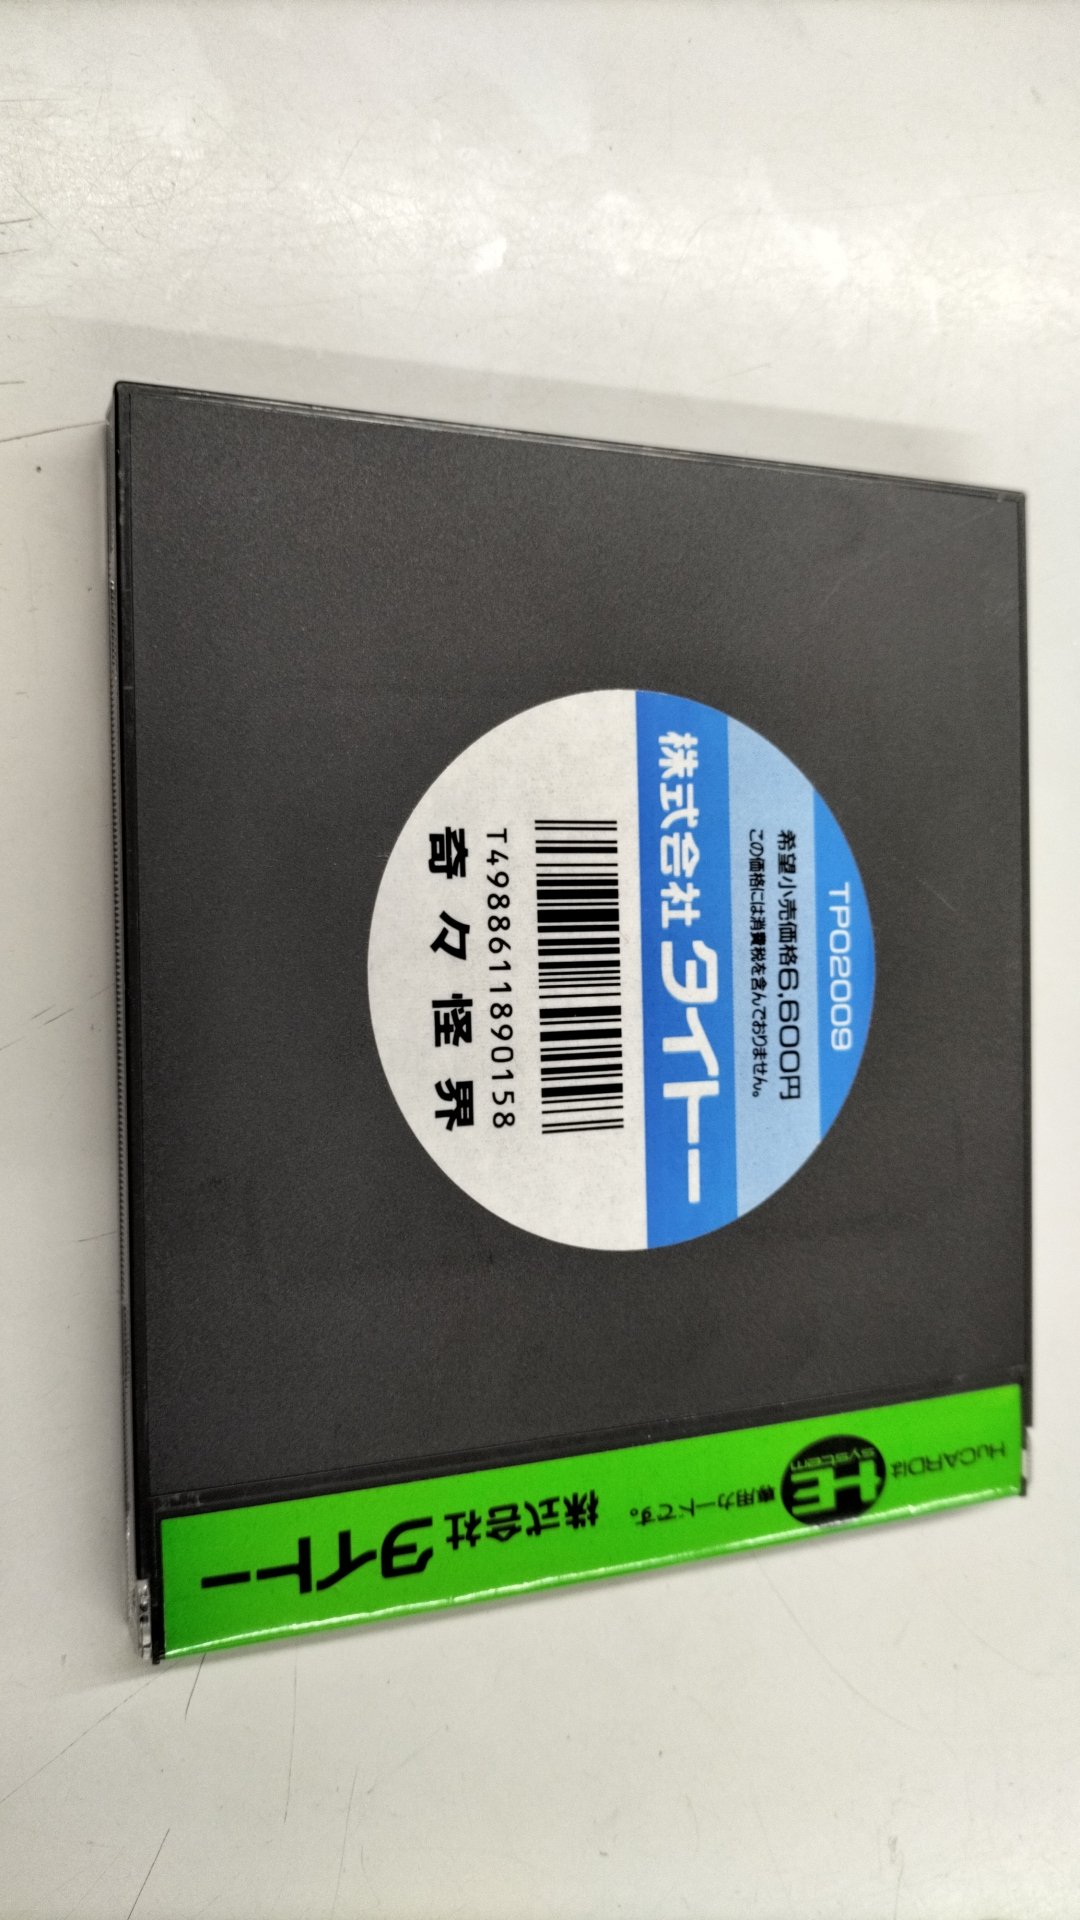 TP02009
希望小売価格6,600円
この価格には消費税を含んでおりません。
株式会社タイトー
T4988611890158
奇々怪界
HuCARDは
HE
SYSTEM
専用カードです。
株式会社タイトー